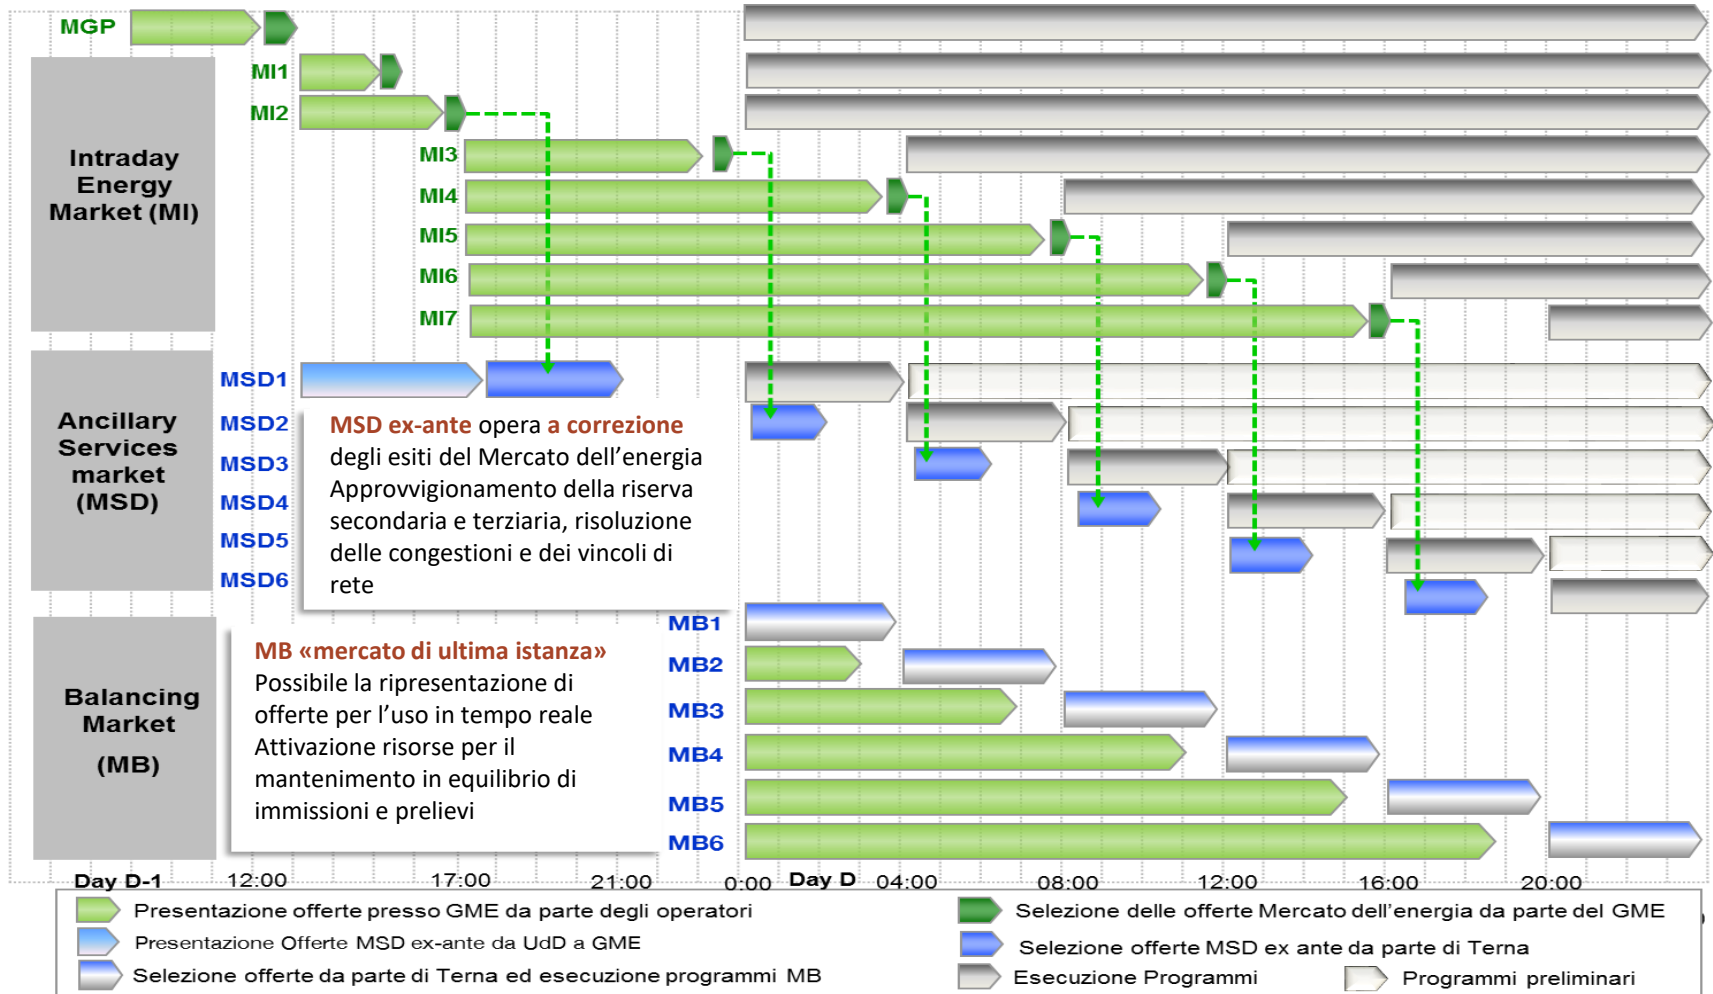 MGP
MI1
MI2
MI3
MI4
MI5
MI6
MI7
Intraday
Energy
Market (MI)
MSD1
MSD2
MSD3
MSD4
MSD5
MSD6
Ancillary
Services
market
(MSD)
MSD ex-ante opera a correzione
degli esiti del Mercato dell’energia
Approvvigionamento della riserva
secondaria e terziaria, risoluzione
delle congestioni e dei vincoli di
rete
MB1
MB2
MB3
MB4
MB5
MB6
Balancing
Market
(MB)
MB «mercato di ultima istanza»
Possibile la ripresentazione di
offerte per l’uso in tempo reale
Attivazione risorse per il
mantenimento in equilibrio di
immissioni e prelievi
Day D-1 12:00 17:00 21:00 0:00 Day D 04:00 08:00 12:00 16:00 20:00
Presentazione offerte presso GME da parte degli operatori
Selezione delle offerte Mercato dell'energia da parte del GME
Presentazione Offerte MSD ex-ante da UdD a GME
Selezione offerte MSD ex ante da parte di Terna
Selezione offerte da parte di Terna ed esecuzione programmi MB
Esecuzione Programmi
Programmi preliminari